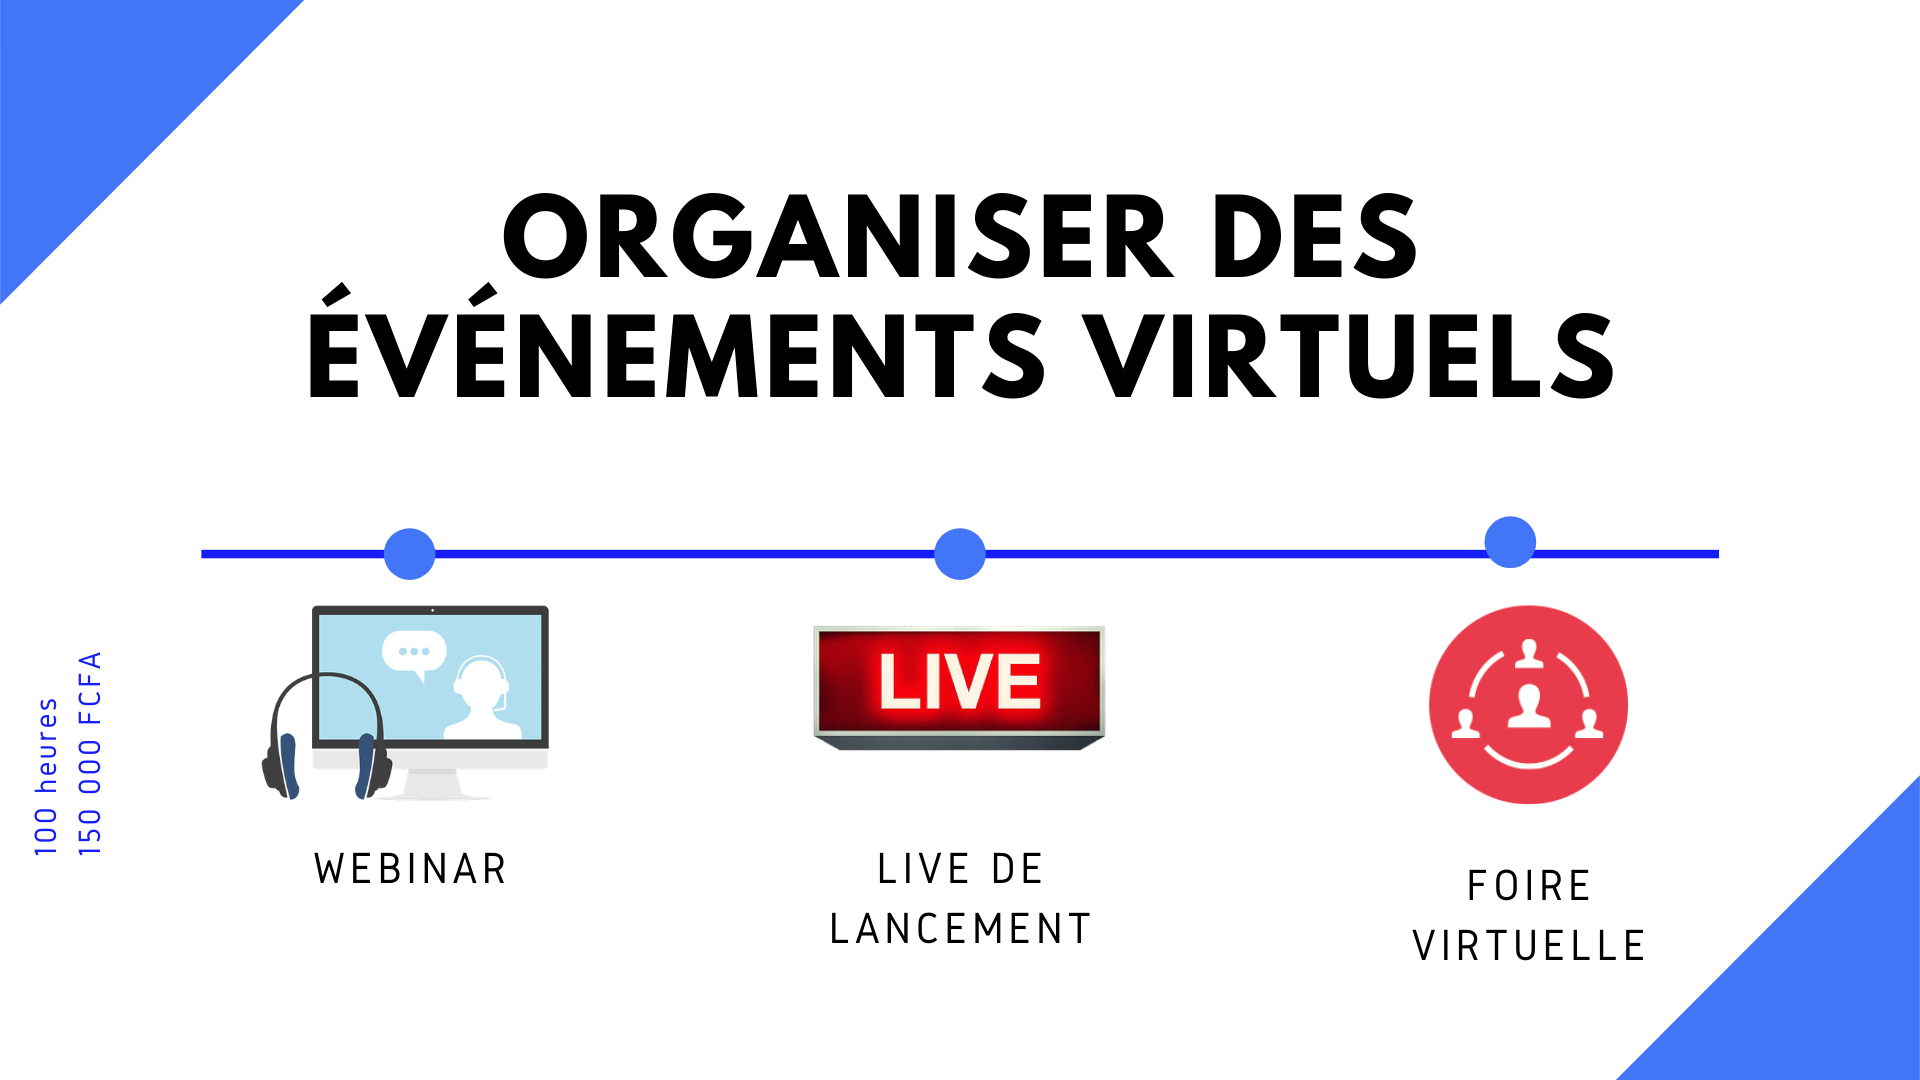 ORGANISER DES
ÉVÉNEMENTS VIRTUELS
100 heures
150 000 FCFA
LIVE
WEBINAR
LIVE DE
LANCEMENT
FOIRE
VIRTUELLE